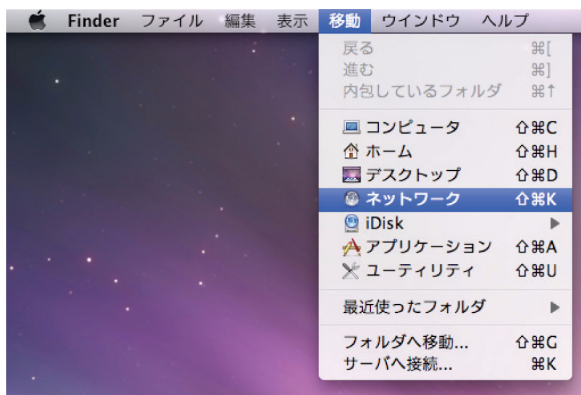 Finder ファイル 編集 表示 移動 ウインドウ ヘルプ
戻る ⌘[
進む ⌘]
内包しているフォルダ ⌘↑
コンピュータ ⇧⌘C
ホーム ⇧⌘H
デスクトップ ⇧⌘D
ネットワーク ⇧⌘K
iDisk ▶
アプリケーション ⇧⌘A
ユーティリティ ⇧⌘U
最近使ったフォルダ ▶
フォルダへ移動... ⇧⌘G
サーバへ接続... ⌘K